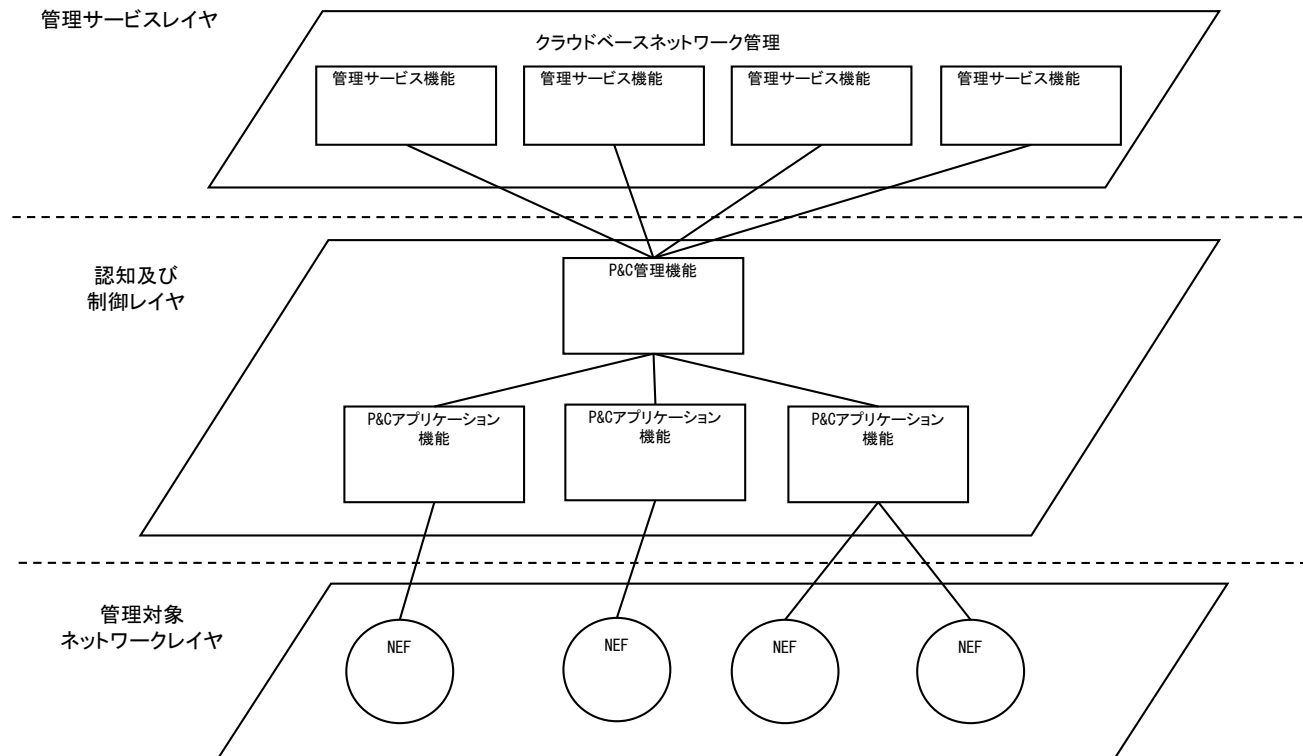 管理サービスレイヤ
クラウドベースネットワーク管理
管理サービス機能
管理サービス機能
管理サービス機能
管理サービス機能
認知及び
制御レイヤ
P&C管理機能
P&Cアプリケーション
機能
P&Cアプリケーション
機能
P&Cアプリケーション
機能
管理対象
ネットワークレイヤ
NEF
NEF
NEF
NEF